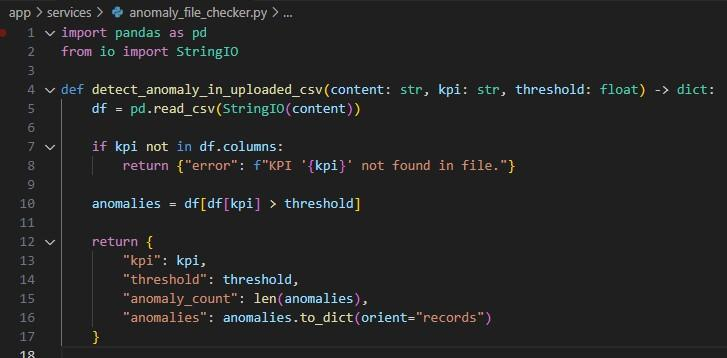 app > services > anomaly_file_checker.py > ...
1 import pandas as pd
2 from io import StringIO
3
4 def detect_anomaly_in_uploaded_csv(content: str, kpi: str, threshold: float) -> dict:
5     df = pd.read_csv(StringIO(content))
6
7     if kpi not in df.columns:
8         return {"error": f"KPI '{kpi}' not found in file."}
9
10     anomalies = df[df[kpi] > threshold]
11
12     return {
13         "kpi": kpi,
14         "threshold": threshold,
15         "anomaly_count": len(anomalies),
16         "anomalies": anomalies.to_dict(orient="records")
17     }
18